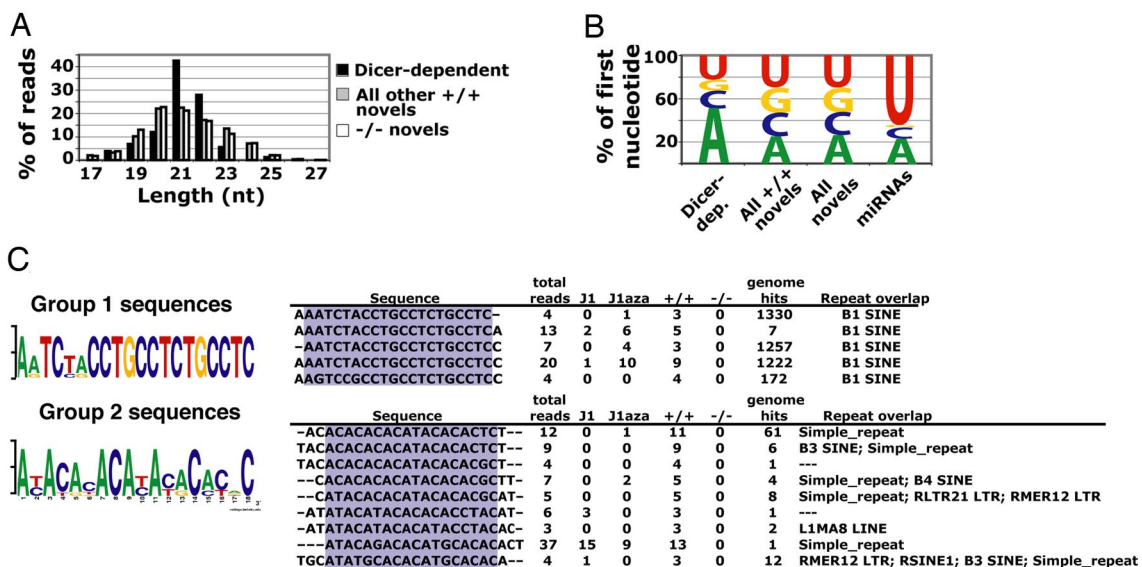 A
% of reads
40
30
20
10
0
17 19 21 23 25 27
Length (nt)
Dicer-dependent
All other +/+
novels
-/- novels
B
% of first
nucleotide
100
60
20
U G C A
U G C A
U G C A
U C A
Dicer-
dep.
All +/+
novels
All
novels
miRNAs
C
Group 1 sequences
Sequence total reads J1 J1aza +/+ -/- genome hits Repeat overlap
AAATCTACCTGCCTCTGCCTC- 4 0 1 3 0 1330 B1 SINE
AAATCTACCTGCCTCTGCCTCA 13 2 6 5 0 7 B1 SINE
-AATCTACCTGCCTCTGCCTCC 7 0 4 3 0 1257 B1 SINE
AAATCTACCTGCCTCTGCCTCC 20 1 10 9 0 1222 B1 SINE
AAGTCCGCCTGCCTCTGCCTCC 4 0 0 4 0 172 B1 SINE
Group 2 sequences
Sequence total reads J1 J1aza +/+ -/- genome hits Repeat overlap
-ACACACACACATACACACTCT-- 12 0 1 11 0 61 Simple_repeat
TACACACACACATACACACTC--- 9 0 0 9 0 6 B3 SINE; Simple_repeat
TACACACACACATACACACGCT-- 4 0 0 4 0 1 ---
--CACACATACACATACACACGCTT- 7 0 2 5 0 4 Simple_repeat; B4 SINE
--CATACACACACATACACACGC-- 5 0 0 5 0 8 Simple_repeat; RLTR21 LTR; RMER12 LTR
-ATATACATACACACACCTACAT- 6 3 0 3 0 1 ---
-ATATACATACACATACCTACAC- 3 0 0 3 0 2 L1MA8 LINE
---ATACAGACACATGCACACACT 37 15 9 13 0 1 Simple_repeat
TGCATATACACACATGCACACA-- 4 1 0 3 0 12 RMER12 LTR; RSINE1; B3 SINE; Simple_repeat